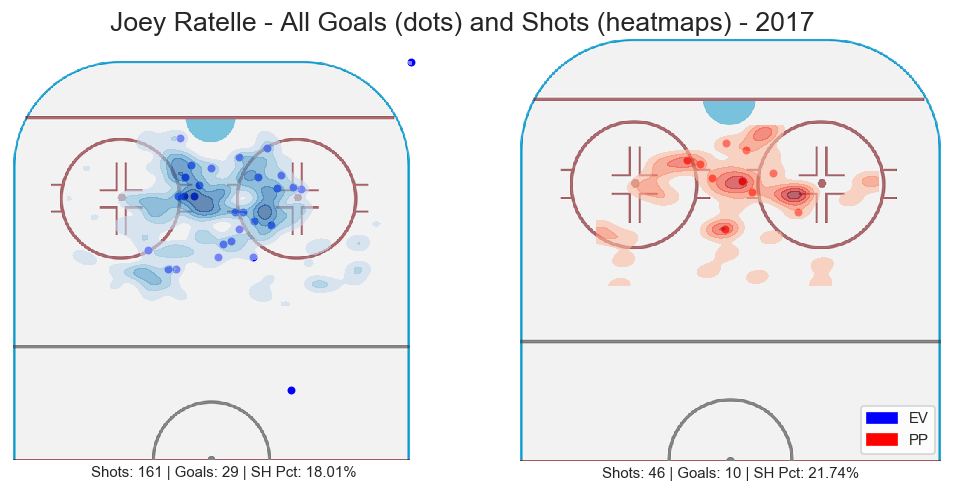 Joey Ratelle - All Goals (dots) and Shots (heatmaps) - 2017
EV
PP
Shots: 161 | Goals: 29 | SH Pct: 18.01%
Shots: 46 | Goals: 10 | SH Pct: 21.74%